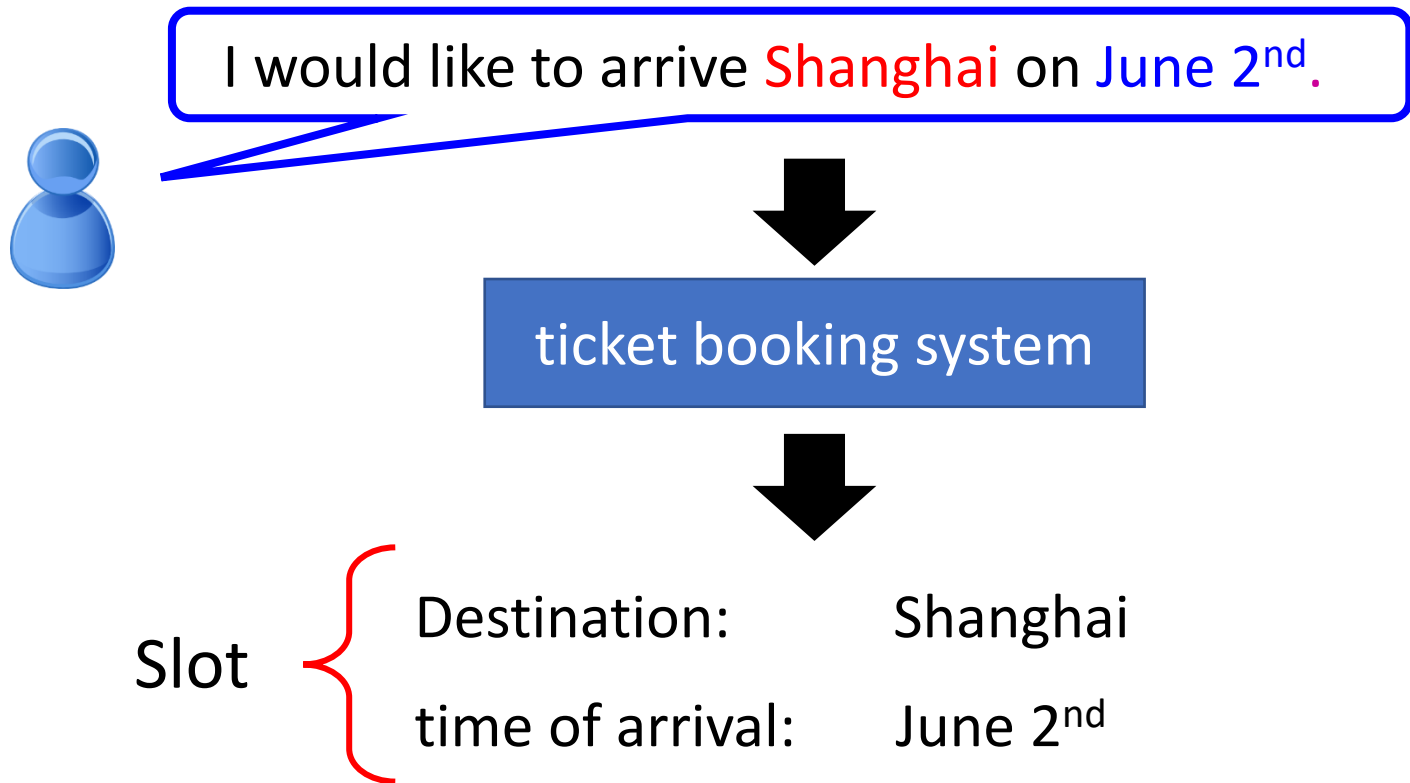 I would like to arrive Shanghai on June 2nd.
ticket booking system
Slot
Destination: Shanghai
time of arrival: June 2nd